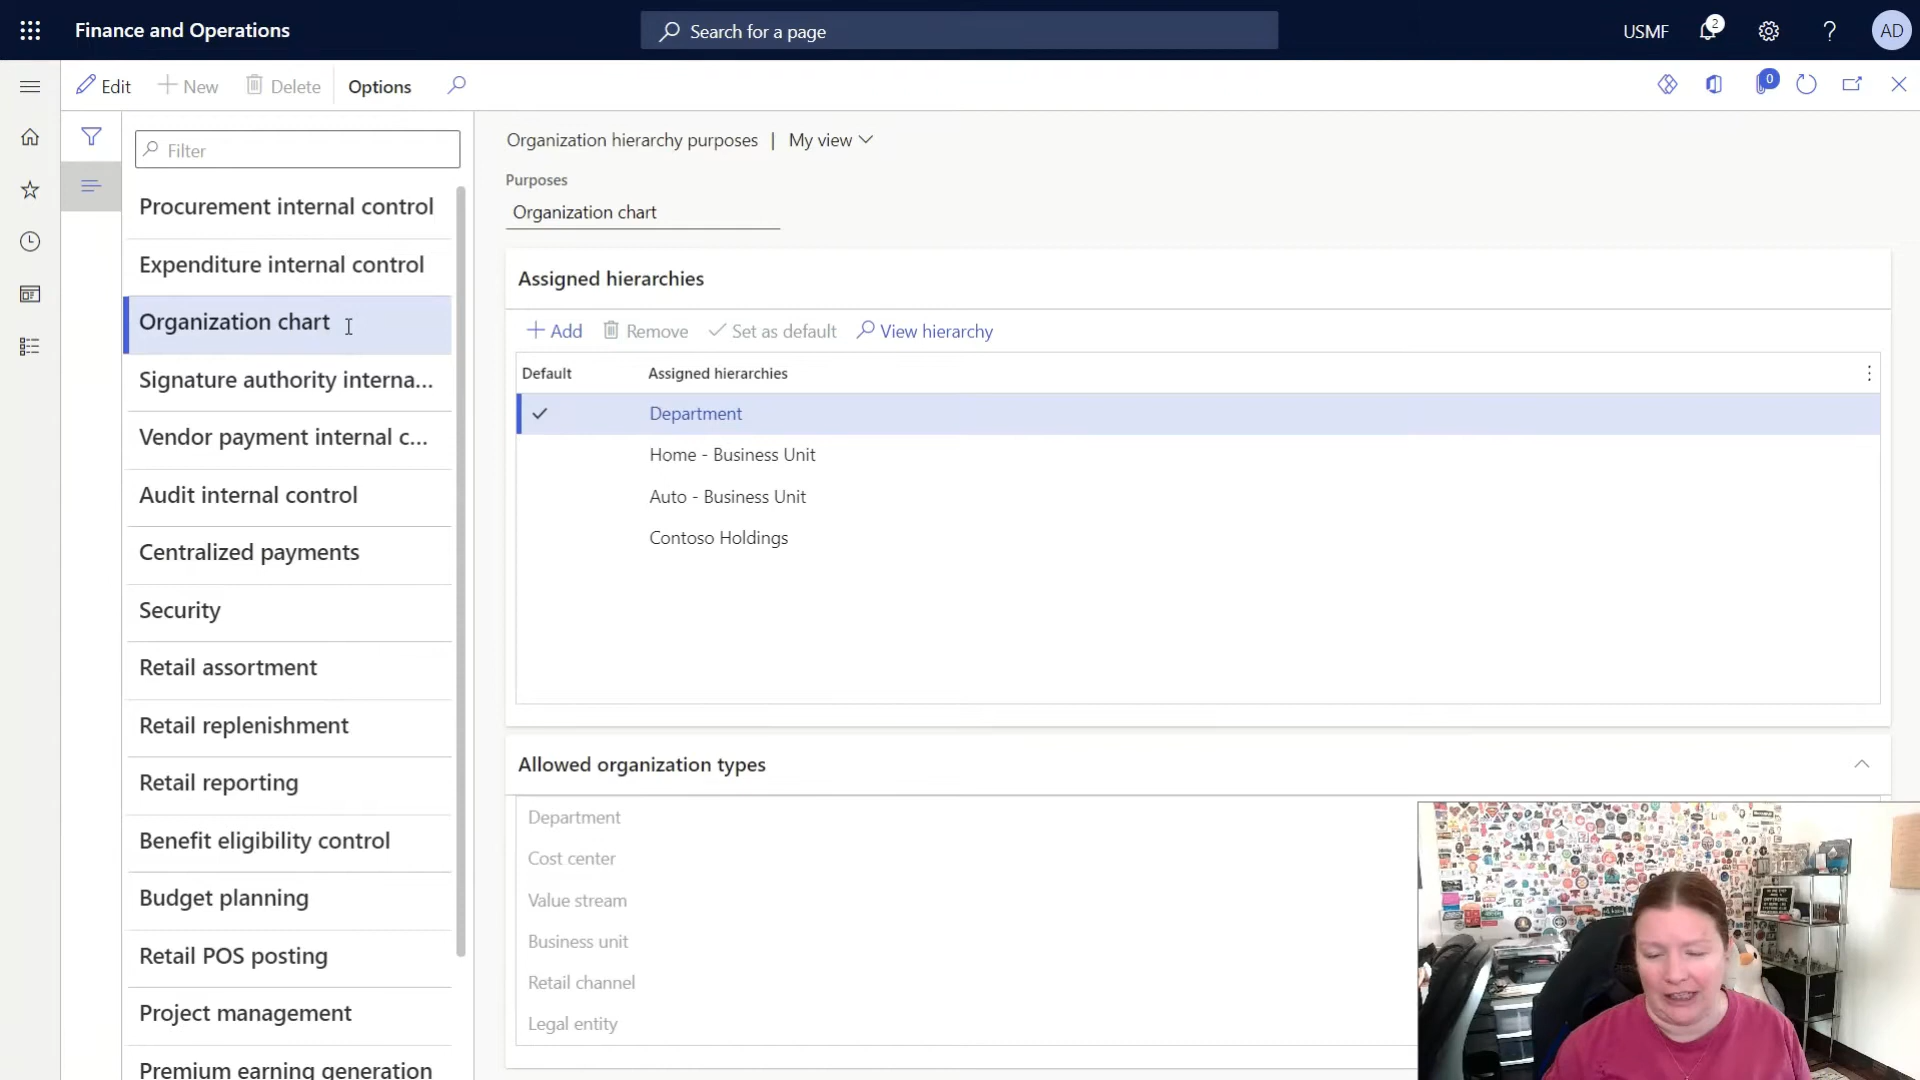 Finance and Operations
Search for a page
USMF
2
?
AD
Edit
New
Delete
Options
0
Filter
Procurement internal control
Expenditure internal control
Organization chart
Signature authority interna...
Vendor payment internal c...
Audit internal control
Centralized payments
Security
Retail assortment
Retail replenishment
Retail reporting
Benefit eligibility control
Budget planning
Retail POS posting
Project management
Premium earning generation
Organization hierarchy purposes | My view
Purposes
Organization chart
Assigned hierarchies
Add
Remove
Set as default
View hierarchy
Default
Assigned hierarchies
Department
Home - Business Unit
Auto - Business Unit
Contoso Holdings
Allowed organization types
Department
Cost center
Value stream
Business unit
Retail channel
Legal entity